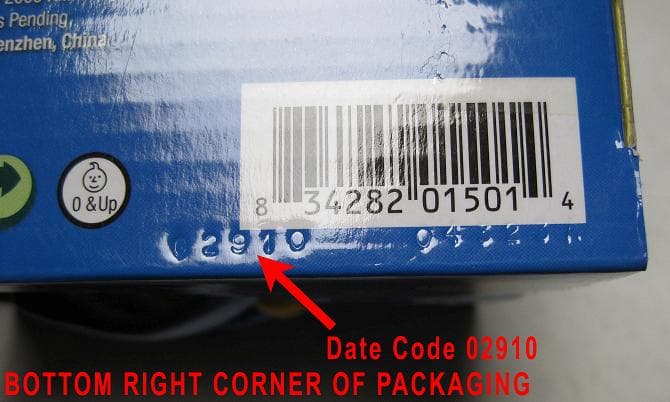 s Pending
enzhen, China
0 & Up
8 34282 01501 4
02910
Date Code 02910
BOTTOM RIGHT CORNER OF PACKAGING